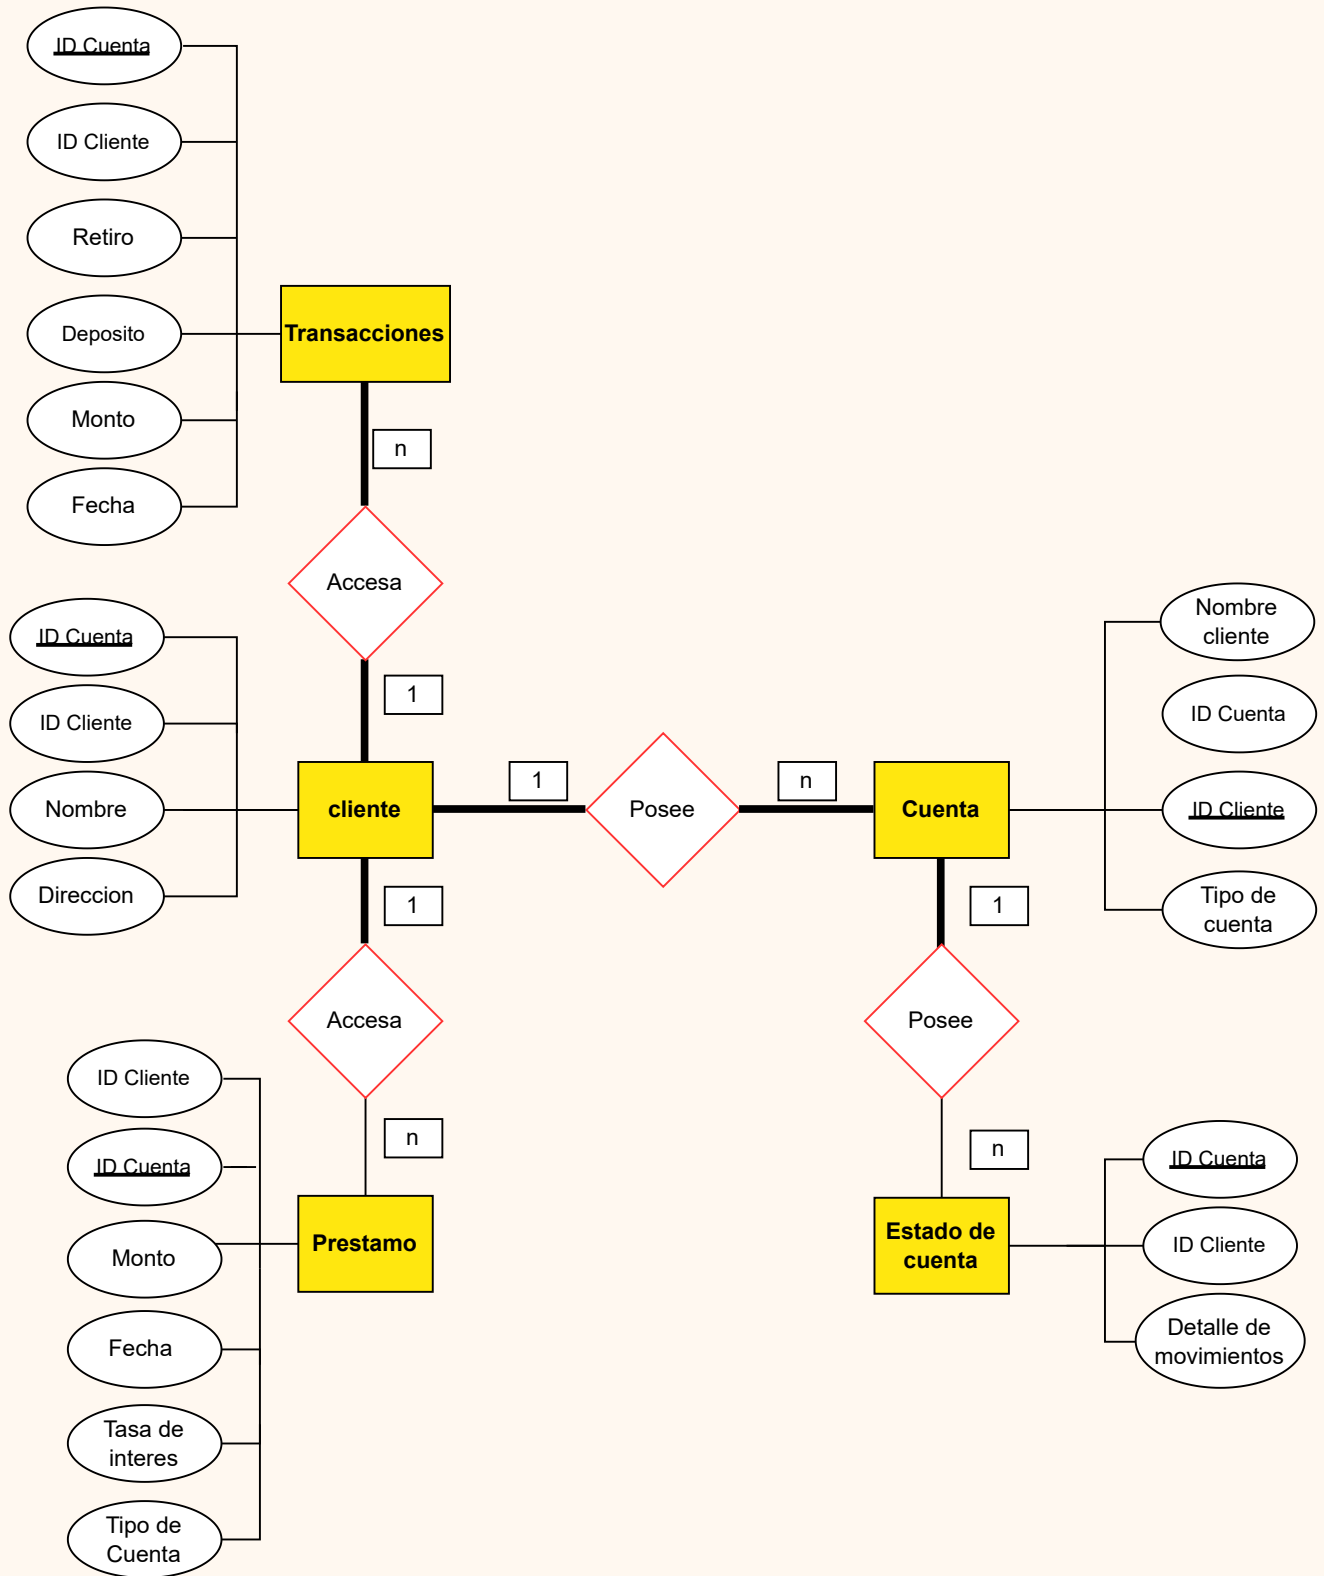 ID Cuenta
ID Cliente
Retiro
Deposito
Monto
Fecha
Transacciones
n
Accesa
1
ID Cuenta
ID Cliente
Nombre
Direccion
cliente
1
Posee
n
Cuenta
Nombre
cliente
ID Cuenta
ID Cliente
Tipo de
cuenta
1
Accesa
n
ID Cliente
ID Cuenta
Monto
Fecha
Tasa de
interes
Tipo de
Cuenta
Prestamo
1
Posee
n
Estado de
cuenta
ID Cuenta
ID Cliente
Detalle de
movimientos